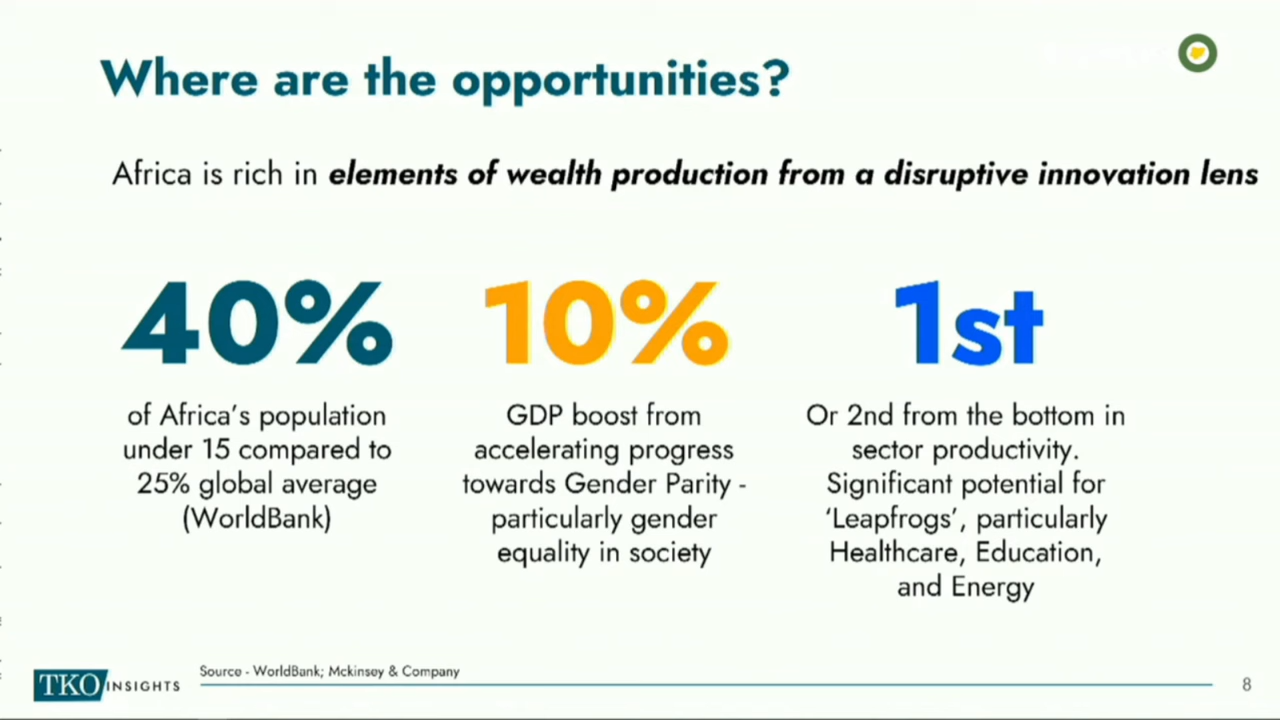 Where are the opportunities?
Africa is rich in elements of wealth production from a disruptive innovation lens
40%
of Africa's population
under 15 compared to
25% global average
(WorldBank)
10%
GDP boost from
accelerating progress
towards Gender Parity -
particularly gender
equality in society
1st
Or 2nd from the bottom in
sector productivity.
Significant potential for
‘Leapfrogs’, particularly
Healthcare, Education,
and Energy
TKO INSIGHTS
Source - WorldBank; Mckinsey & Company
8